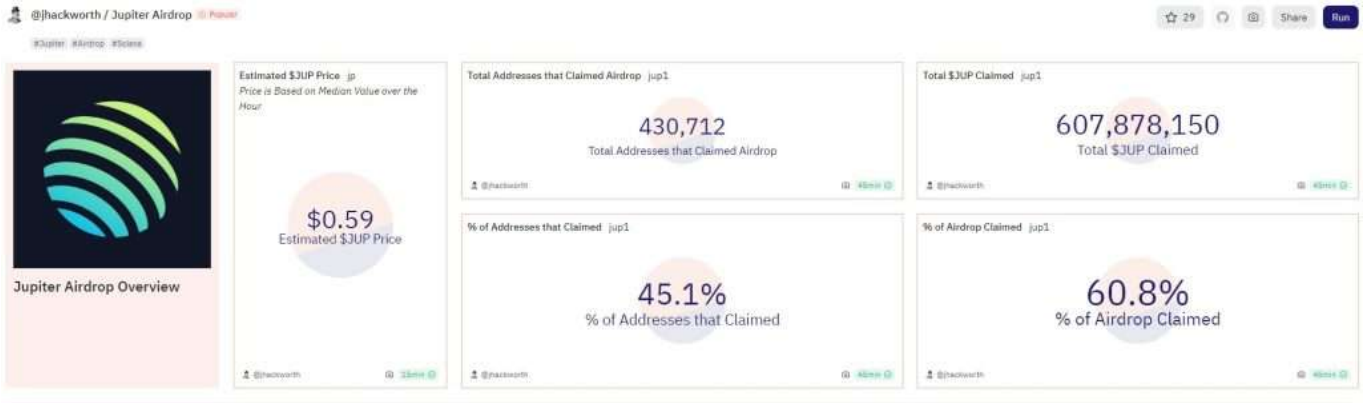 @jhackworth / Jupiter Airdrop Popular
☆ 29 Share Run
#Jupiter #Airdrop #Solana
Jupiter Airdrop Overview
Estimated $JUP Price jp
Price is Based on Median Value over the
Hour
$0.59
Estimated $JUP Price
@jhackworth
Total Addresses that Claimed Airdrop jup1
430,712
Total Addresses that Claimed Airdrop
@jhackworth 45min
Total $JUP Claimed jup1
607,878,150
Total $JUP Claimed
@jhackworth 45min
% of Addresses that Claimed jup1
45.1%
% of Addresses that Claimed
@jhackworth 45min
% of Airdrop Claimed jup1
60.8%
% of Airdrop Claimed
@jhackworth 45min